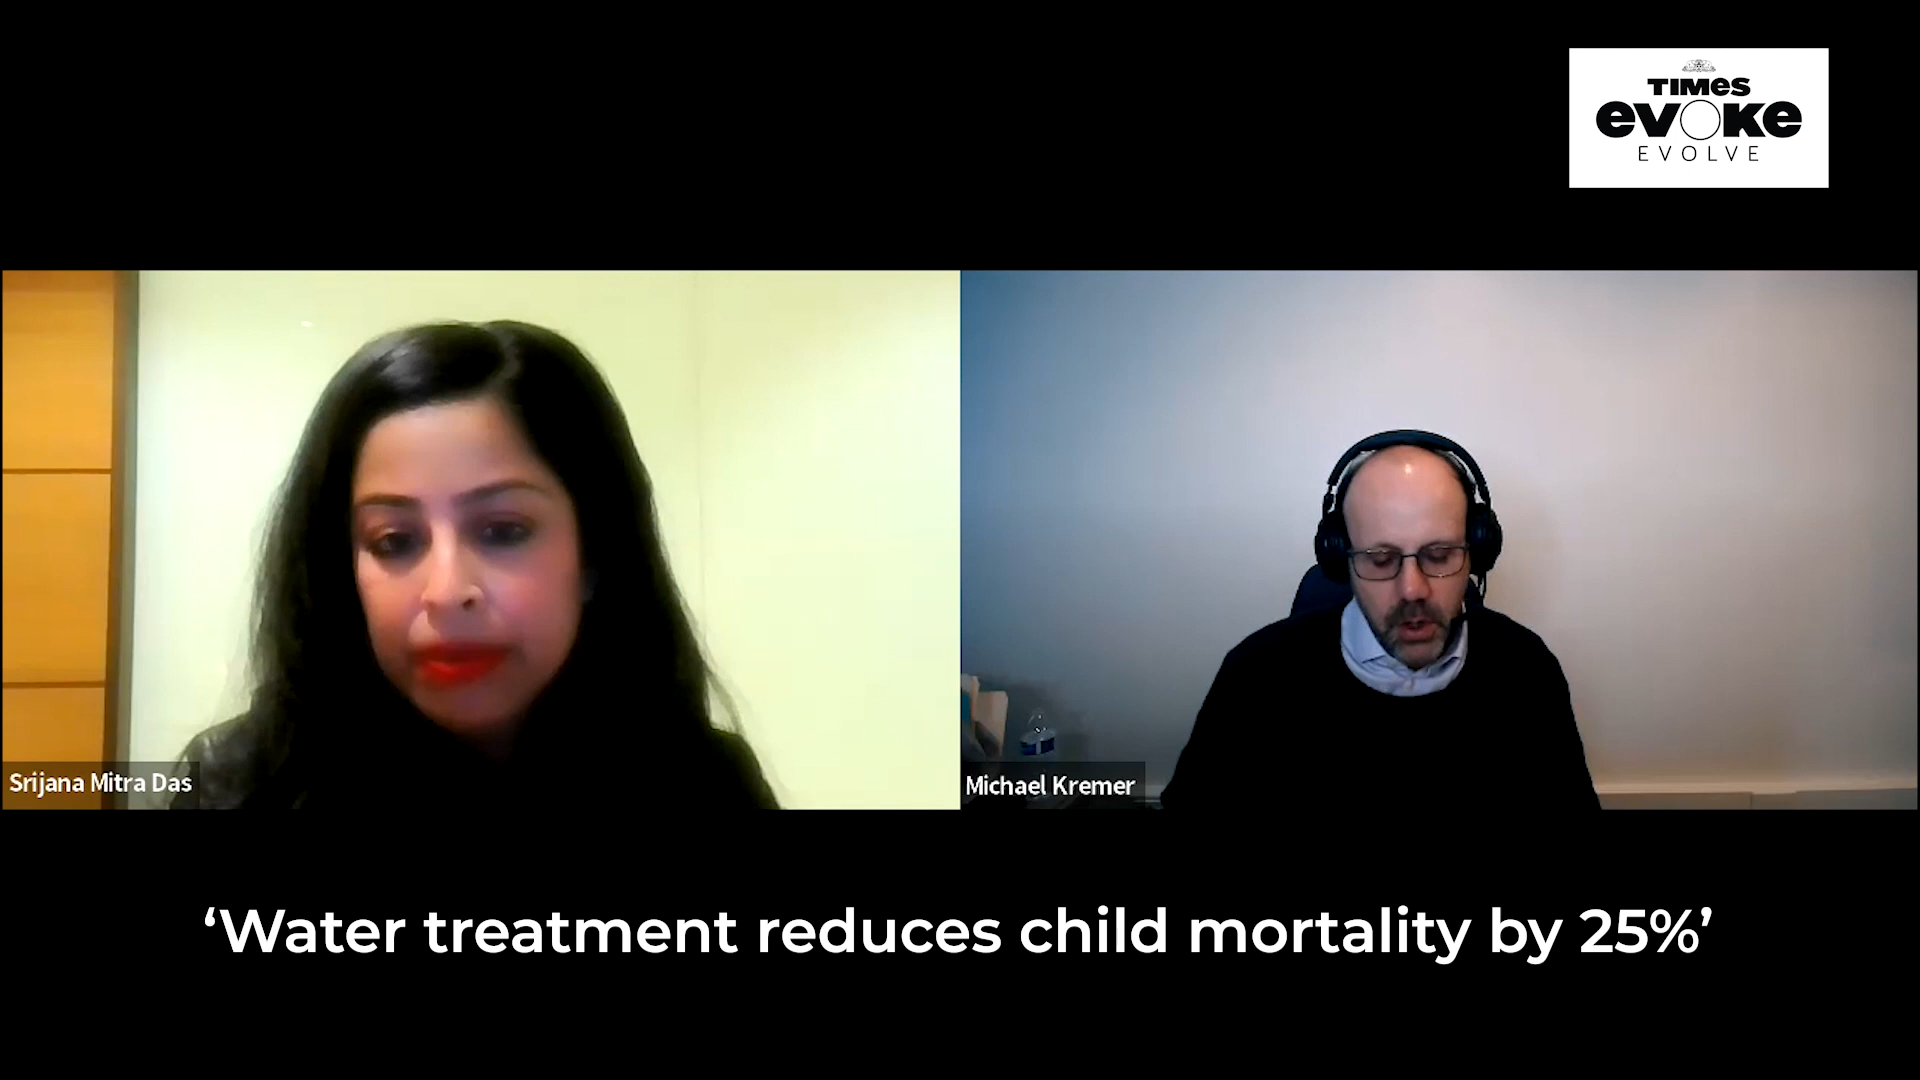 TIMES
evOKe
EVOLVE
Srijana Mitra Das
Michael Kremer
‘Water treatment reduces child mortality by 25%’